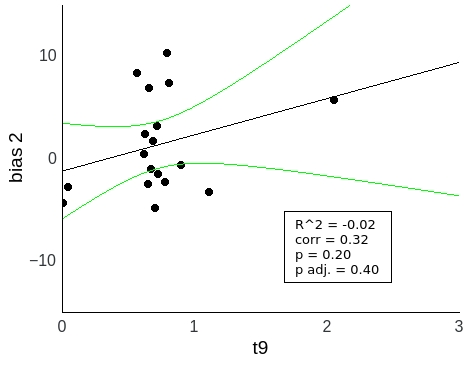 10
0
−10
bias 2
R^2 = -0.02
corr = 0.32
p = 0.20
p adj. = 0.40
0 1 2 3
t9